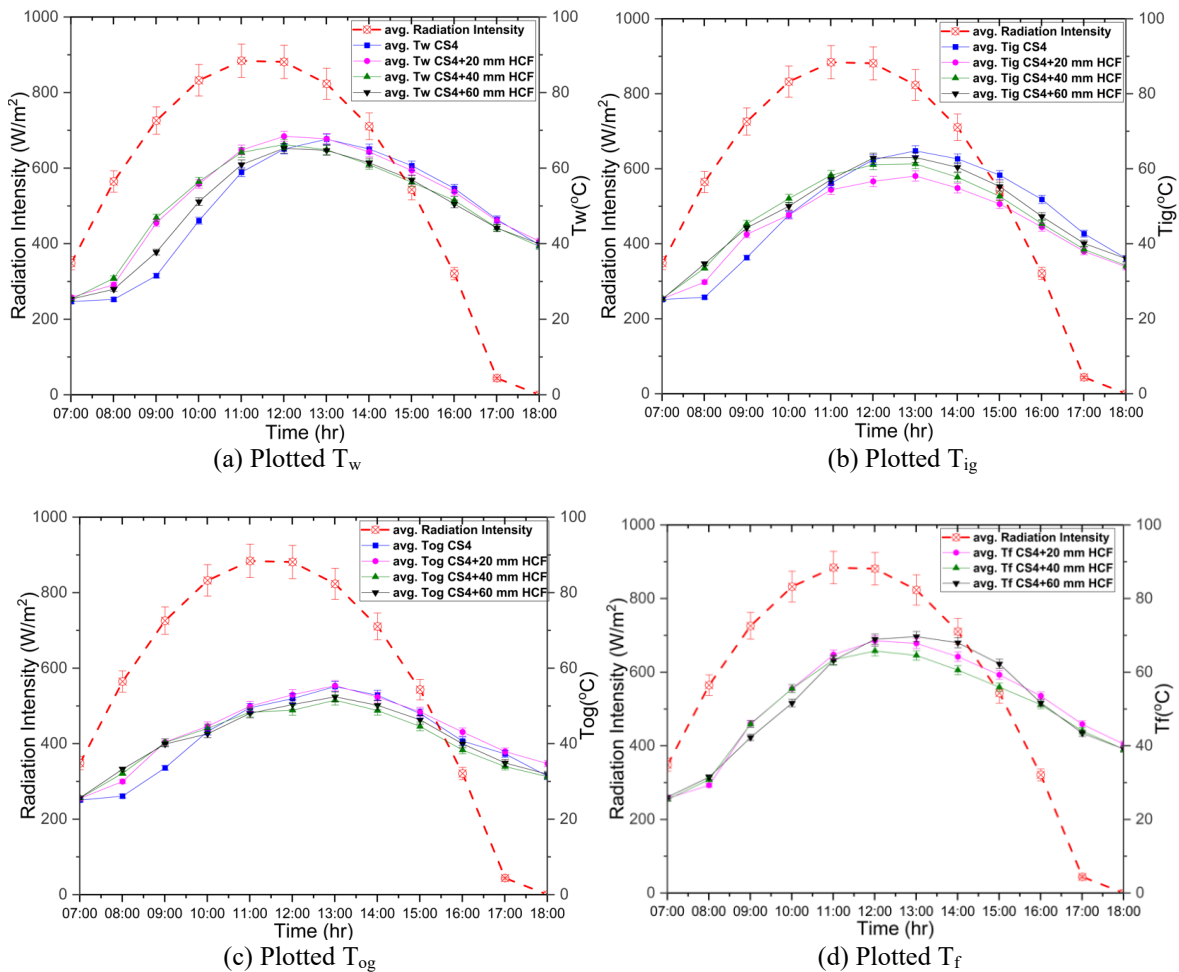 1000
800
600
400
200
0
Radiation Intensity (W/m²)
100
80
60
40
20
0
Tw(ºC)
avg. Radiation Intensity
avg. Tw CS4
avg. Tw CS4+20 mm HCF
avg. Tw CS4+40 mm HCF
avg. Tw CS4+60 mm HCF
07:00 08:00 09:00 10:00 11:00 12:00 13:00 14:00 15:00 16:00 17:00 18:00
Time (hr)
(a) Plotted T_w
1000
800
600
400
200
0
Radiation Intensity (W/m²)
100
80
60
40
20
0
Tig(ºC)
avg. Radiation Intensity
avg. Tig CS4
avg. Tig CS4+20 mm HCF
avg. Tig CS4+40 mm HCF
avg. Tig CS4+60 mm HCF
07:00 08:00 09:00 10:00 11:00 12:00 13:00 14:00 15:00 16:00 17:00 18:00
Time (hr)
(b) Plotted T_ig
1000
800
600
400
200
0
Radiation Intensity (W/m²)
100
80
60
40
20
0
Tog(ºC)
avg. Radiation Intensity
avg. Tog CS4
avg. Tog CS4+20 mm HCF
avg. Tog CS4+40 mm HCF
avg. Tog CS4+60 mm HCF
07:00 08:00 09:00 10:00 11:00 12:00 13:00 14:00 15:00 16:00 17:00 18:00
Time (hr)
(c) Plotted T_og
1000
800
600
400
200
0
Radiation Intensity (W/m²)
100
80
60
40
20
0
Tf(ºC)
avg. Radiation Intensity
avg. Tf CS4+20 mm HCF
avg. Tf CS4+40 mm HCF
avg. Tf CS4+60 mm HCF
07:00 08:00 09:00 10:00 11:00 12:00 13:00 14:00 15:00 16:00 17:00 18:00
Time (hr)
(d) Plotted T_f